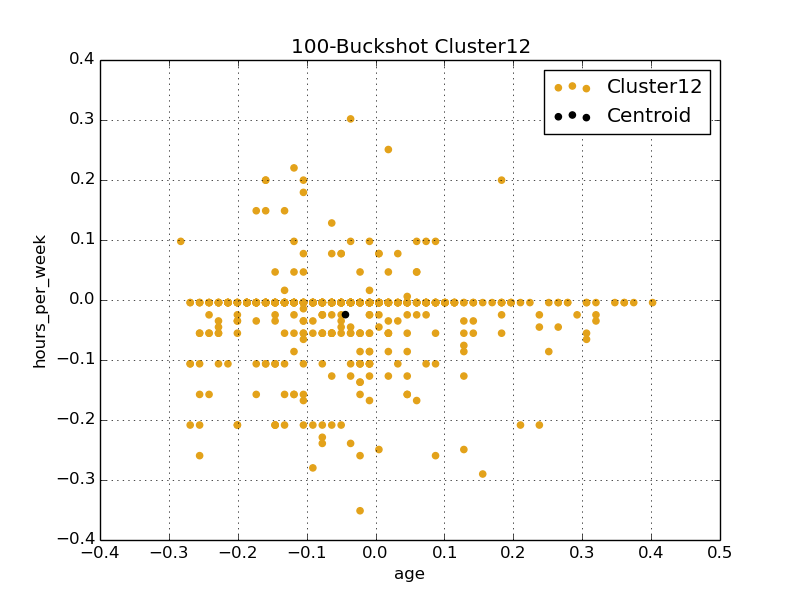 100-Buckshot Cluster12
Cluster12
Centroid
0.4
0.3
0.2
0.1
0.0
−0.1
−0.2
−0.3
−0.4
hours_per_week
−0.4 −0.3 −0.2 −0.1 0.0 0.1 0.2 0.3 0.4 0.5
age